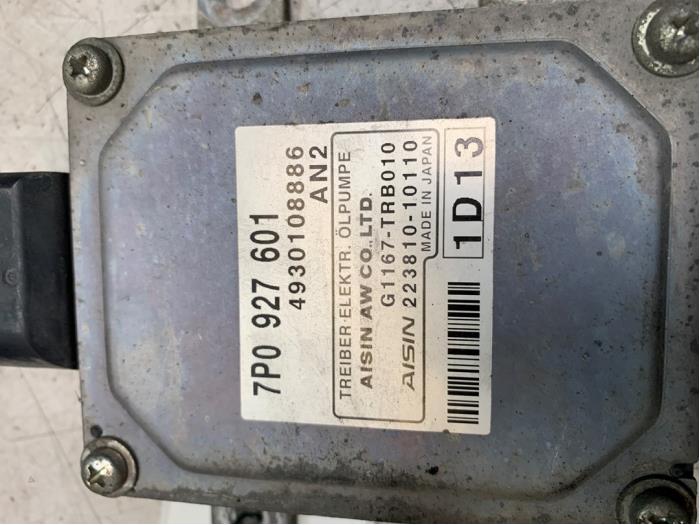 7P0 927 601
4930108886
AN2
TREIBER ELEKTR. ÖLPUMPE
AISIN AW CO.,LTD.
G1167-TRB010
AISIN 223810-10110
MADE IN JAPAN
1D13